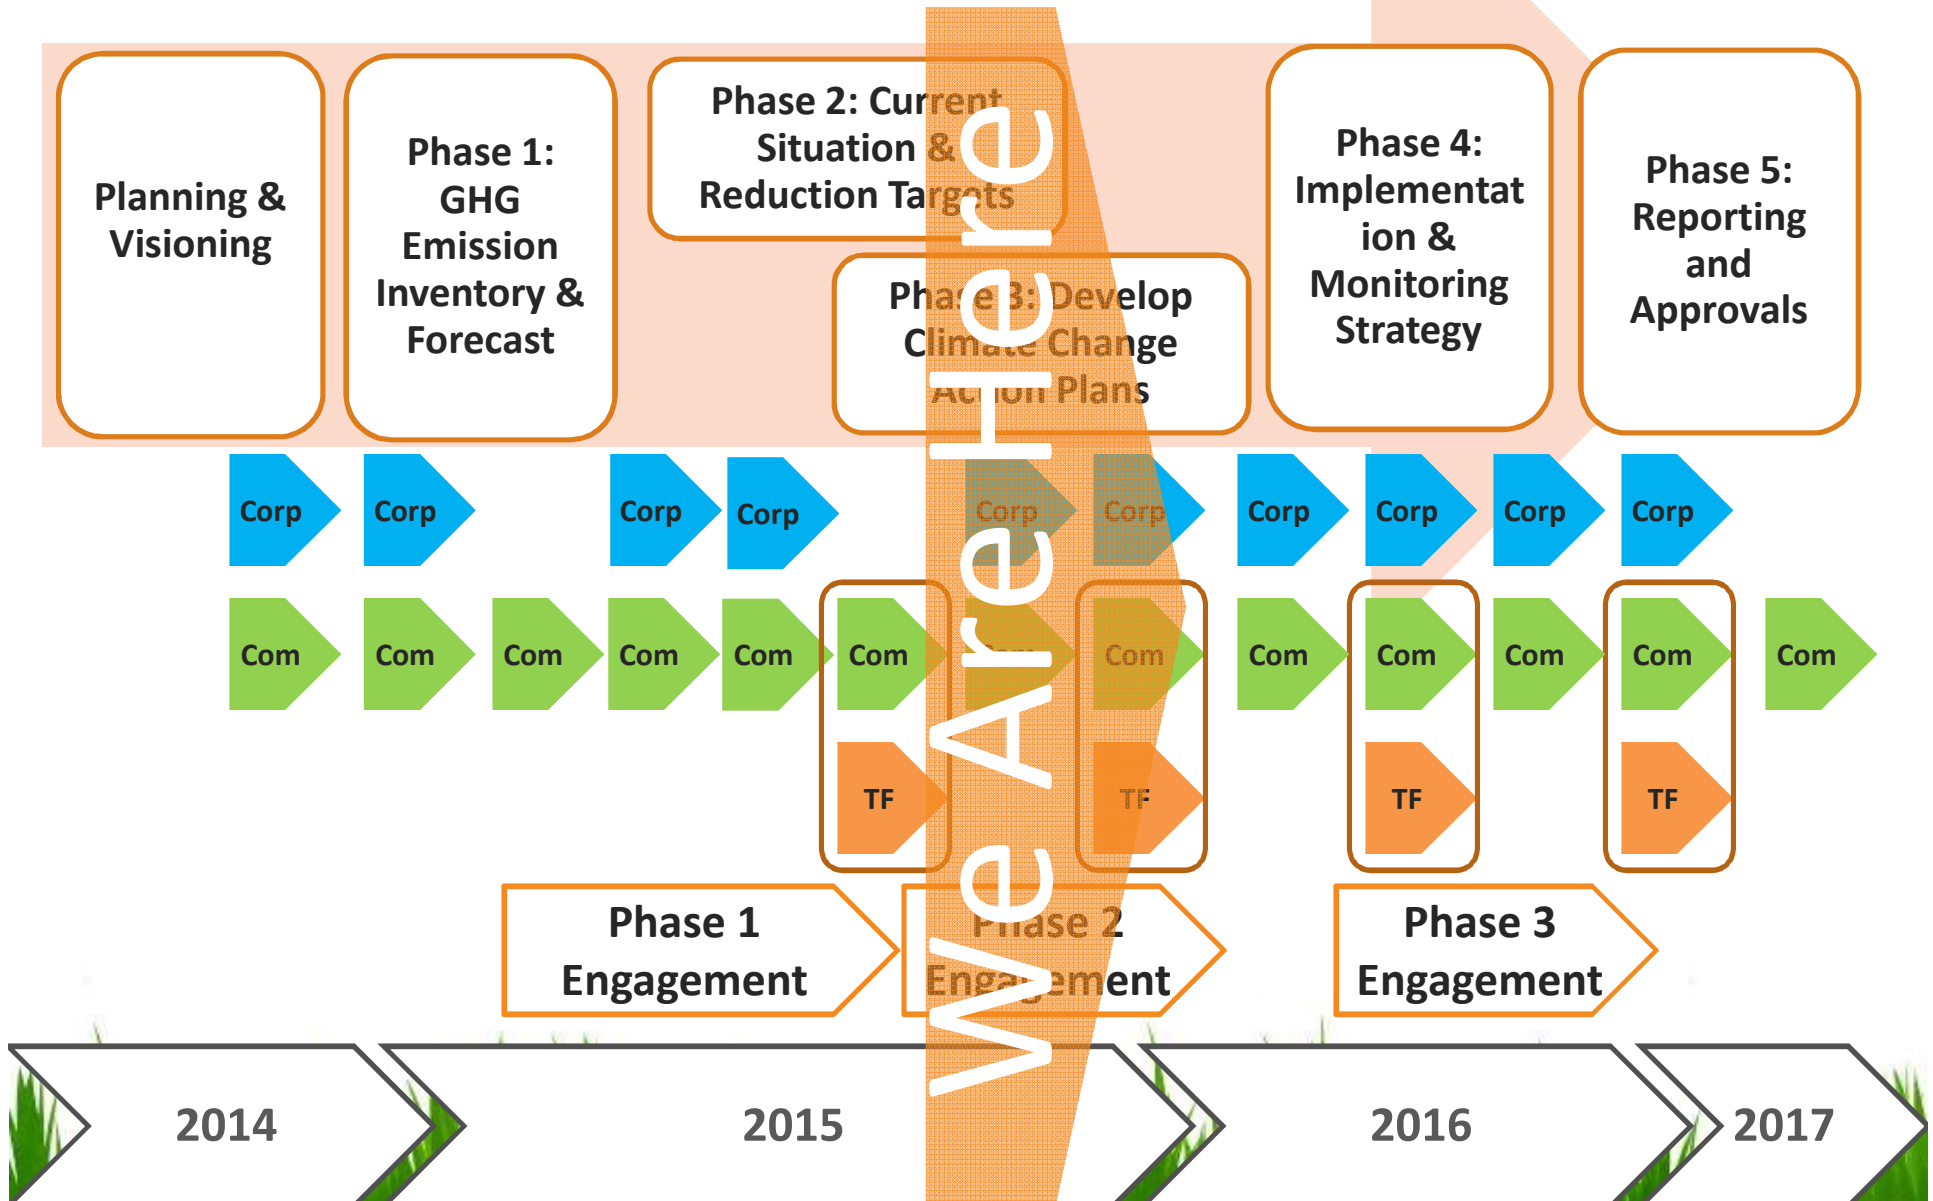 Planning &
Visioning
Phase 1:
GHG
Emission
Inventory &
Forecast
Phase 2: Current
Situation &
Reduction Targets
Phase 3: Develop
Climate Change
Action Plans
Phase 4:
Implementat
ion &
Monitoring
Strategy
Phase 5:
Reporting
and
Approvals
We Are Here
Corp Corp Corp Corp Corp Corp Corp Corp Corp Corp
Com Com Com Com Com Com Com Com Com Com Com Com Com
TF TF TF TF
Phase 1
Engagement
Phase 2
Engagement
Phase 3
Engagement
2014 2015 2016 2017